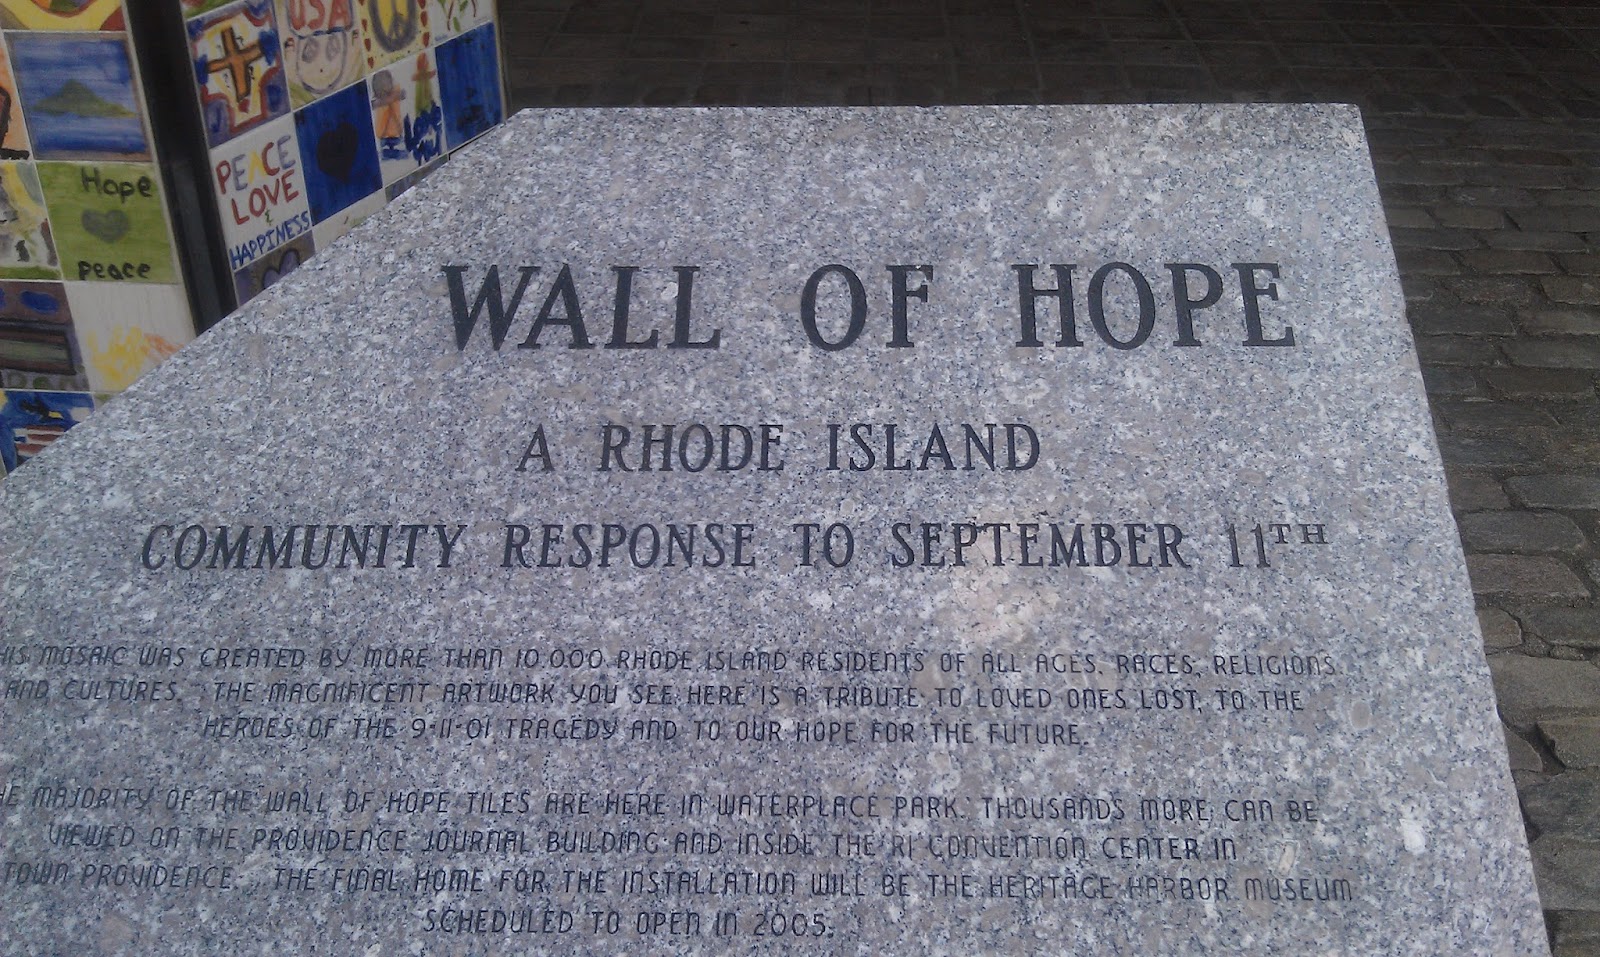 USA
PEACE
LOVE
&
HAPPINESS
Love
you
Hope
peace
WALL OF HOPE
A RHODE ISLAND
COMMUNITY RESPONSE TO SEPTEMBER 11TH
HIS MOSAIC WAS CREATED BY MORE THAN 10,000 RHODE ISLAND RESIDENTS OF ALL AGES, RACES, RELIGIONS
AND CULTURES. THE MAGNIFICENT ARTWORK YOU SEE HERE IS A TRIBUTE TO LOVED ONES LOST, TO THE
HEROES OF THE 9-11-01 TRAGEDY AND TO OUR HOPE FOR THE FUTURE.
HE MAJORITY OF THE WALL OF HOPE TILES ARE HERE IN WATERPLACE PARK. THOUSANDS MORE CAN BE
VIEWED ON THE PROVIDENCE JOURNAL BUILDING AND INSIDE THE RI CONVENTION CENTER IN
TOWN PROVIDENCE. THE FINAL HOME FOR THE INSTALLATION WILL BE THE HERITAGE HARBOR MUSEUM
SCHEDULED TO OPEN IN 2005.